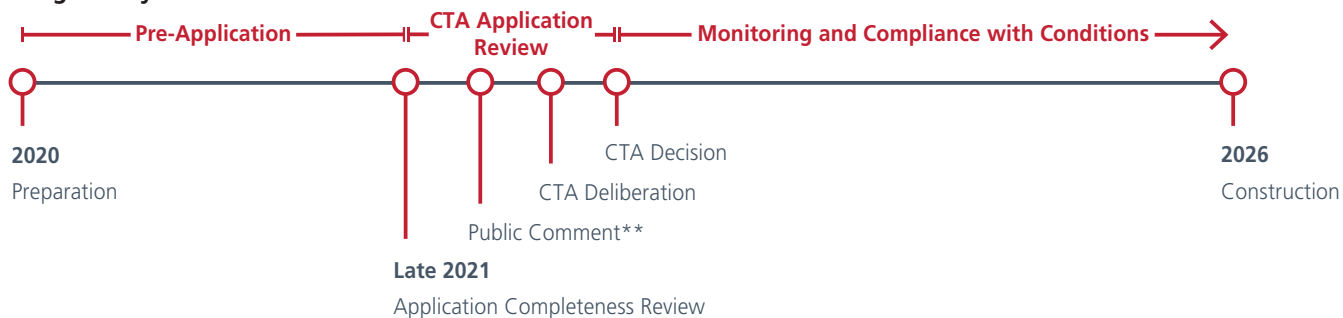 Pre-Application
CTA Application
Review
Monitoring and Compliance with Conditions
2020
Preparation
CTA Decision
CTA Deliberation
Public Comment**
Late 2021
Application Completeness Review
2026
Construction